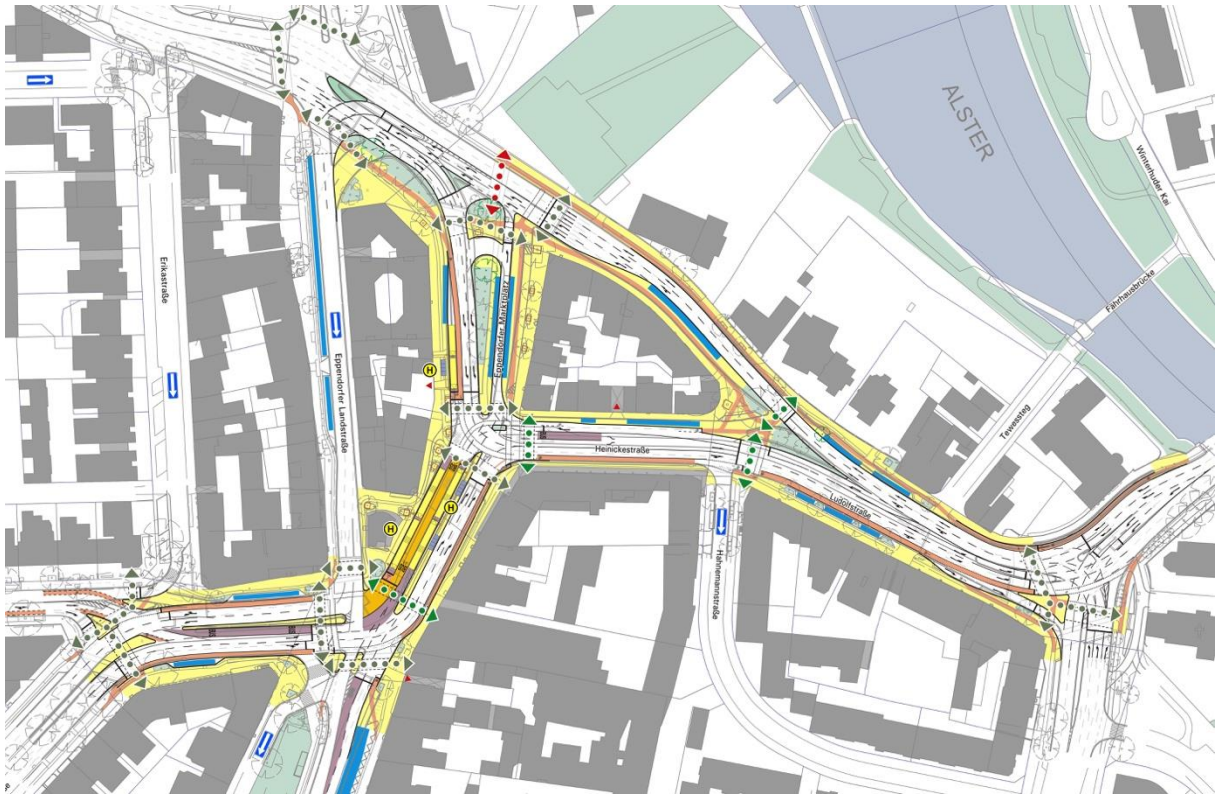 ALSTER
Winterhuder Kai
Fährhausbrücke
Erikastraße
Eppendorfer Landstraße
Eppendorfer Marktplatz
H
Heinickestraße
Tewessteg
H
H
Ludolfstraße
Hahnemannstraße